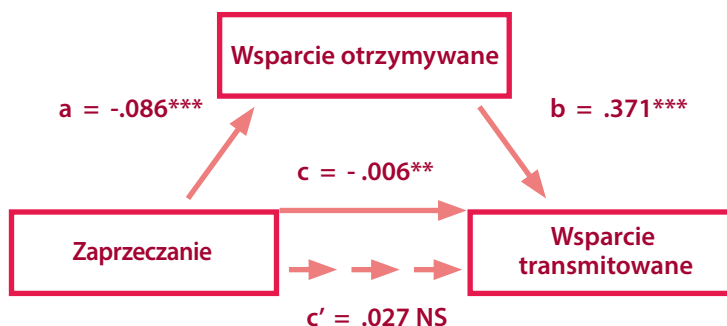 Wsparcie otrzymywane
a = -.086***
b = .371***
c = - .006**
Zaprzeczanie
Wsparcie
transmitowane
c’ = .027 NS